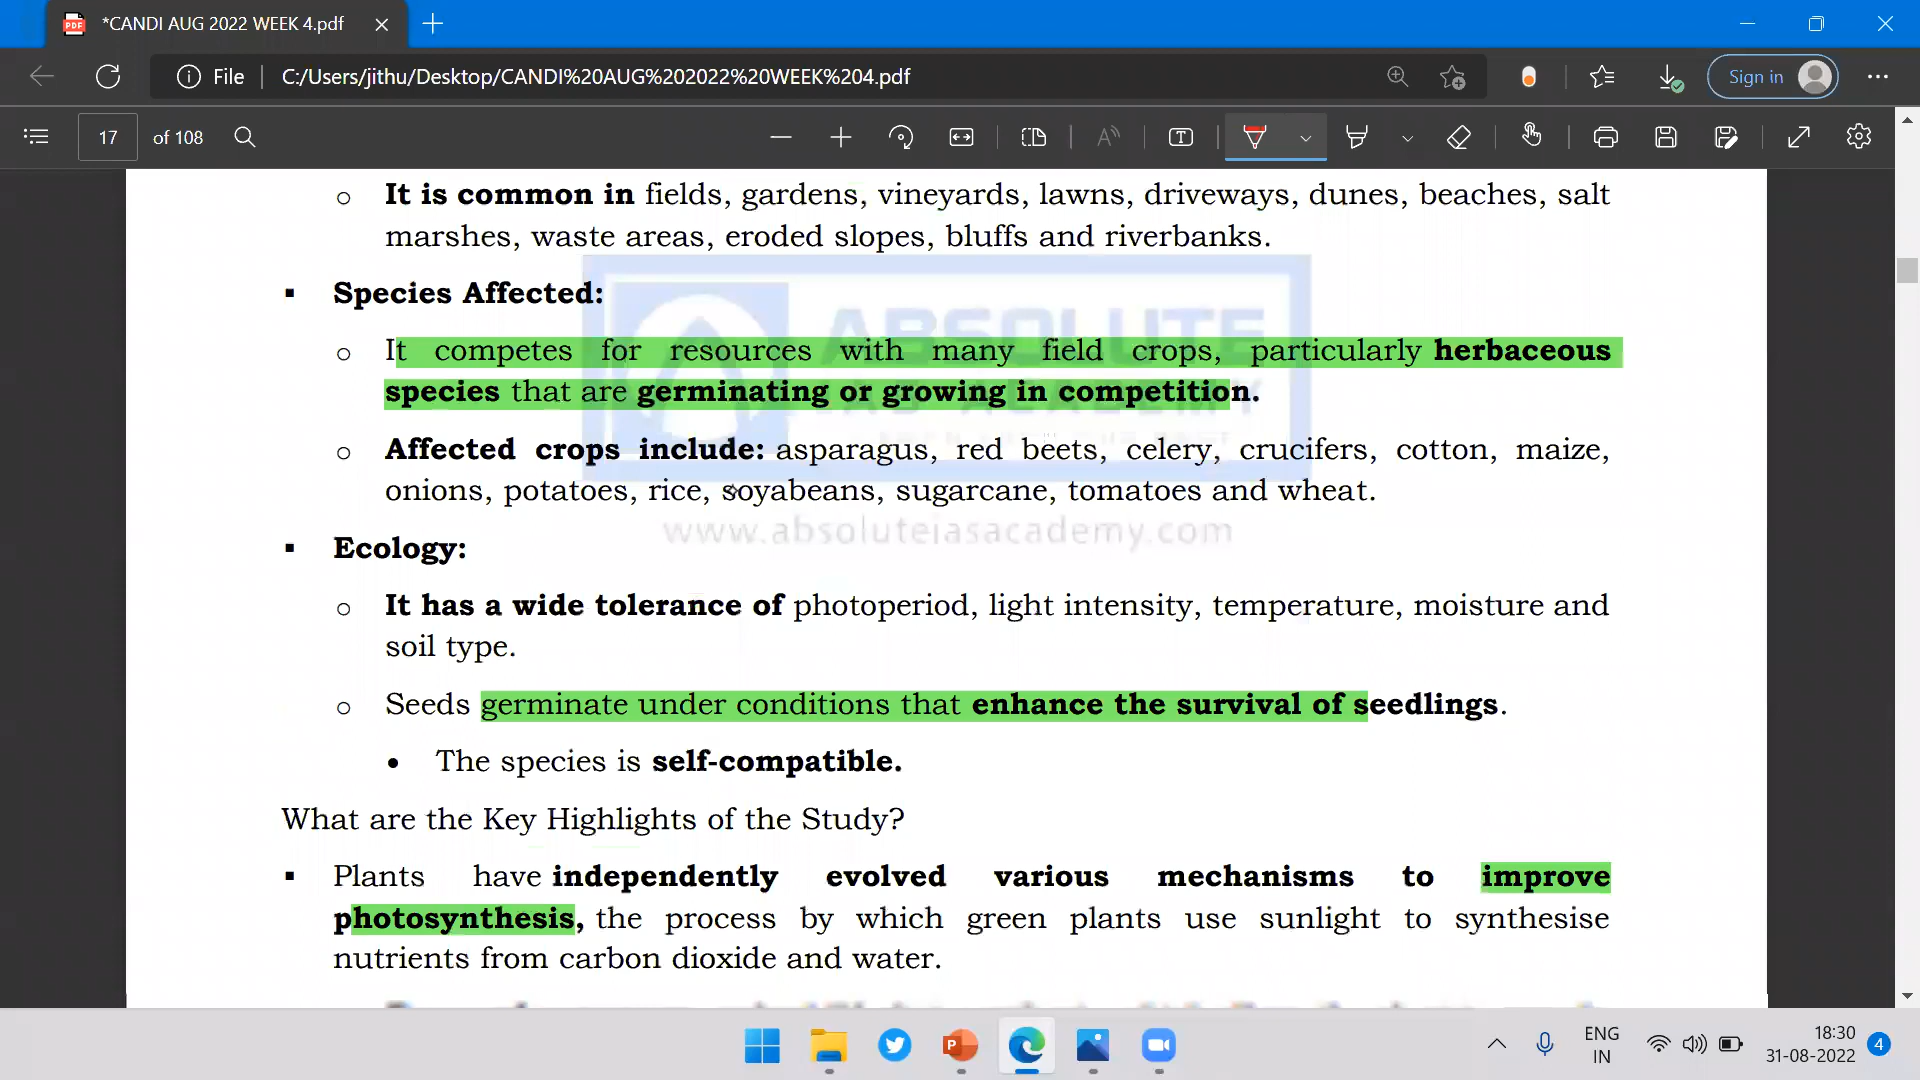 *CANDI AUG 2022 WEEK 4.pdf
File
C:/Users/jithu/Desktop/CANDI%20AUG%202022%20WEEK%204.pdf
Sign in
17 of 108
o It is common in fields, gardens, vineyards, lawns, driveways, dunes, beaches, salt
marshes, waste areas, eroded slopes, bluffs and riverbanks.
▪ Species Affected:
ABSOLUTE
o It competes for resources with many field crops, particularly herbaceous
species that are germinating or growing in competition.
IAS ACADEMY
o Affected crops include: asparagus, red beets, celery, crucifers, cotton, maize,
onions, potatoes, rice, soyabeans, sugarcane, tomatoes and wheat.
www.absoluteiasacademy.com
▪ Ecology:
o It has a wide tolerance of photoperiod, light intensity, temperature, moisture and
soil type.
o Seeds germinate under conditions that enhance the survival of seedlings.
• The species is self-compatible.
What are the Key Highlights of the Study?
▪ Plants have independently evolved various mechanisms to improve
photosynthesis, the process by which green plants use sunlight to synthesise
nutrients from carbon dioxide and water.
ENG
IN
18:30
31-08-2022
4